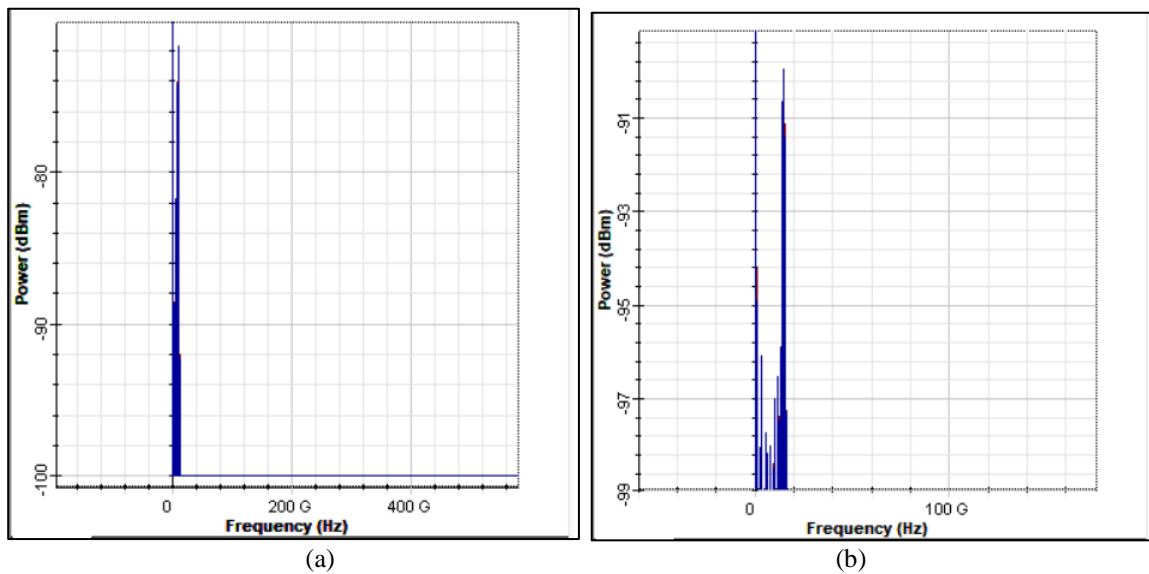 Power (dBm)
-80
-90
-100
0
200 G
400 G
Frequency (Hz)
(a)
Power (dBm)
-91
-93
-95
-97
-99
0
100 G
Frequency (Hz)
(b)